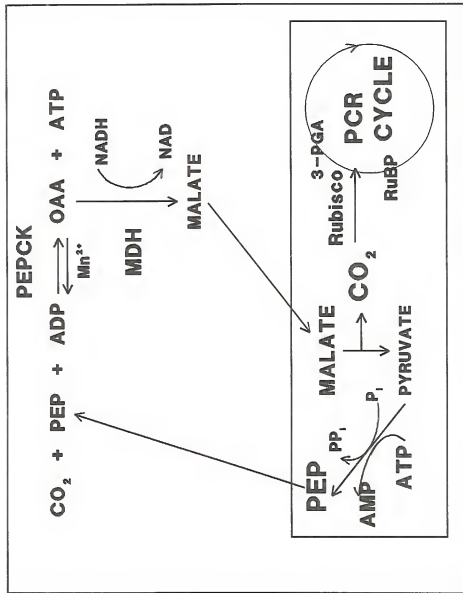 PEPCK
CO₂ + PEP + ADP ⇌ OAA + ATP
Mn²⁺
NADH
MDH
NAD
MALATE
MALATE
PEP
PPᵢ
Pᵢ
AMP
ATP
PYRUVATE
CO₂
Rubisco
3-PGA
RuBP
PCR
CYCLE